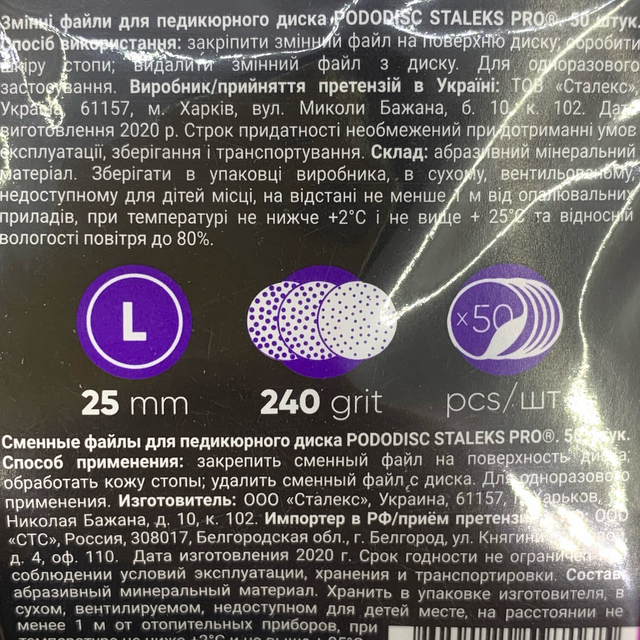 Змінні файли для педикюрного диска PODODISC STALEKS PRO®. 50 штук.
Спосіб використання: закріпити змінний файл на поверхню диску; обробити
шкіру стопи; видалити змінний файл з диску. Для одноразового
застосування. Виробник/прийняття претензій в Україні: ТОВ «Сталекс»,
61157, м. Харків, вул. Миколи Бажана, б. 10, к. 102. Дата
виготовлення 2020 р. Строк придатності необмежений при дотриманні умов
експлуатації, зберігання і транспортування. Склад: абразивний мінеральний
матеріал. Зберігати в упаковці виробника, в сухому, вентильованому,
недоступному для дітей місці, на відстані не менше 1 м від опалювальних
приладів, при температурі не нижче +2°С і не вище + 25°С та відносній
вологості повітря до 80%.
L
×50
25 mm
240 grit
pcs/шт
Сменные файлы для педикюрного диска PODODISC STALEKS PRO®. 50 штук.
Способ применения: закрепить сменный файл на поверхность диска;
обработать кожу стопы; удалить сменный файл с диска. Для одноразового
применения. Изготовитель: ООО «Сталекс», Украина, 61157, г. Харьков,
Николая Бажана, д. 10, к. 102. Импортер в РФ/приём претензий ООО
«СТС», Россия, 308017, Белгородская обл., г. Белгород, ул. Княгини
д. 4, оф. 110. Дата изготовления 2020 г. Срок годности не ограничен
соблюдении условий эксплуатации, хранения и транспортировки. Состав:
абразивный минеральный материал. Хранить в упаковке изготовителя, в
сухом, вентилируемом, недоступном для детей месте, на расстоянии не
менее 1 м от отопительных приборов, при
температуре не ниже +2°С и не выше + 25°С